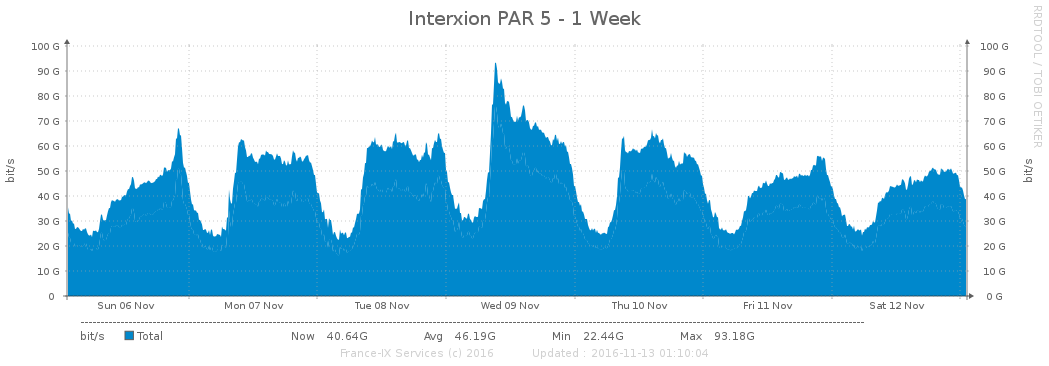 Interxion PAR 5 - 1 Week
RRDTOOL / TOBI OETIKER
bit/s
bit/s
100 G 100 G
90 G 90 G
80 G 80 G
70 G 70 G
60 G 60 G
50 G 50 G
40 G 40 G
30 G 30 G
20 G 20 G
10 G 10 G
0 0 G
Sun 06 Nov Mon 07 Nov Tue 08 Nov Wed 09 Nov Thu 10 Nov Fri 11 Nov Sat 12 Nov
bit/s Total Now 40.64G Avg 46.19G Min 22.44G Max 93.18G
France-IX Services (c) 2016 Updated : 2016-11-13 01:10:04